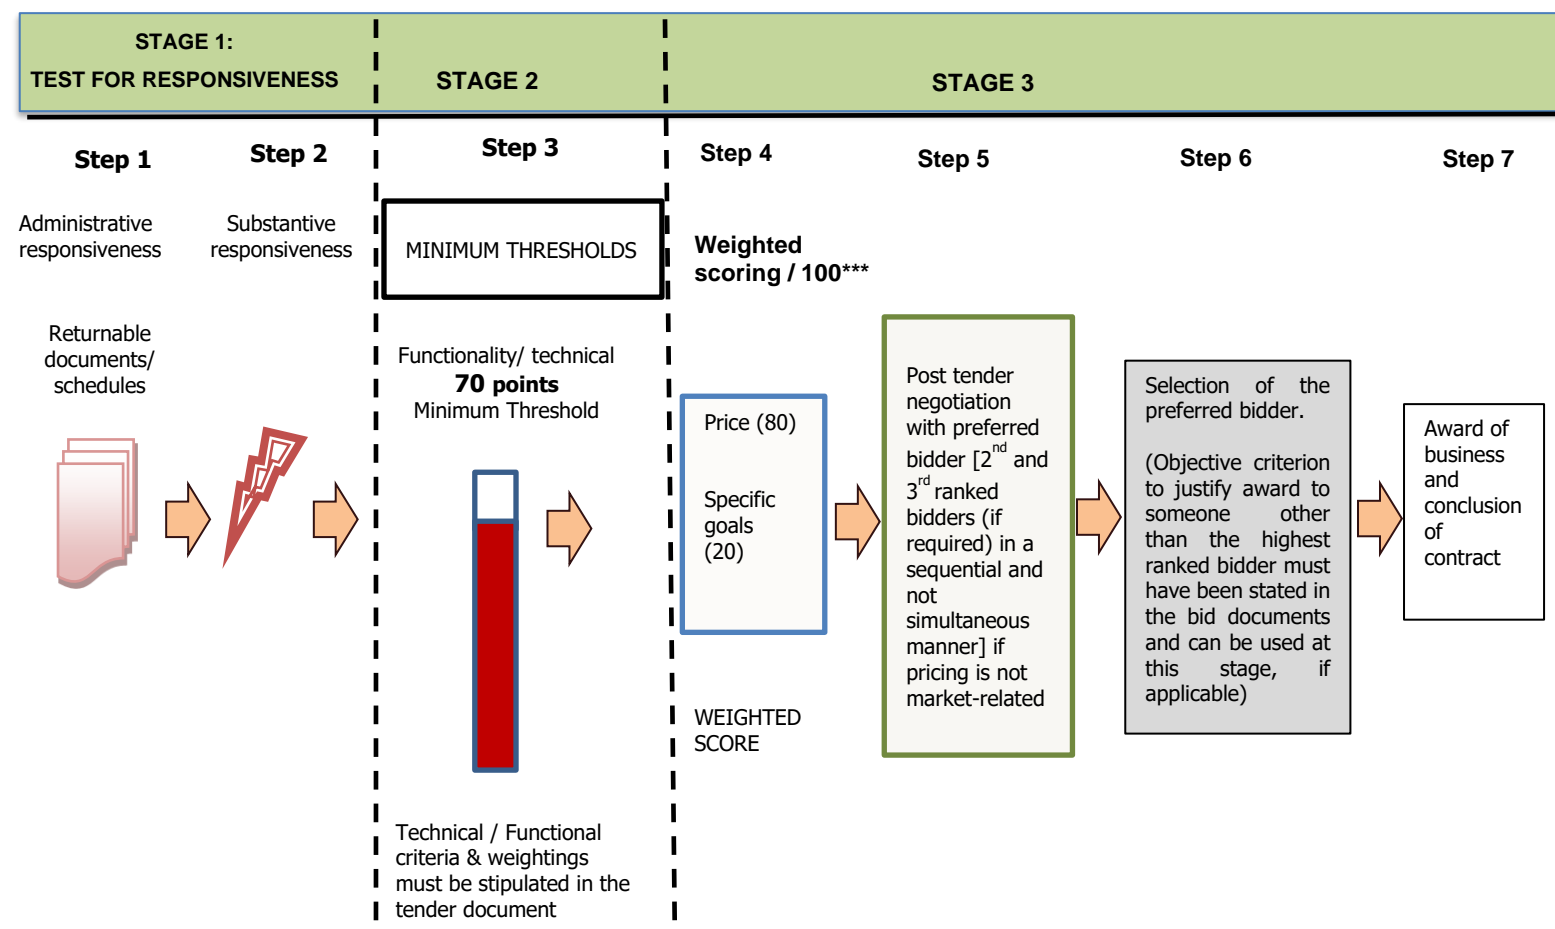 STAGE 1:
TEST FOR RESPONSIVENESS
STAGE 2
STAGE 3
Step 1
Step 2
Step 3
Step 4
Step 5
Step 6
Step 7
Administrative
responsiveness
Substantive
responsiveness
MINIMUM THRESHOLDS
Weighted
scoring / 100***
Returnable
documents/
schedules
Functionality/ technical
70 points
Minimum Threshold
Technical / Functional
criteria & weightings
must be stipulated in the
tender document
Price (80)
Specific
goals
(20)
WEIGHTED
SCORE
Post tender
negotiation
with preferred
bidder [2nd and
3rd ranked
bidders (if
required) in a
sequential and
not
simultaneous
manner] if
pricing is not
market-related
Selection of the
preferred bidder.
(Objective criterion
to justify award to
someone other
than the highest
ranked bidder must
have been stated in
the bid documents
and can be used at
this stage, if
applicable)
Award of
business
and
conclusion
of
contract